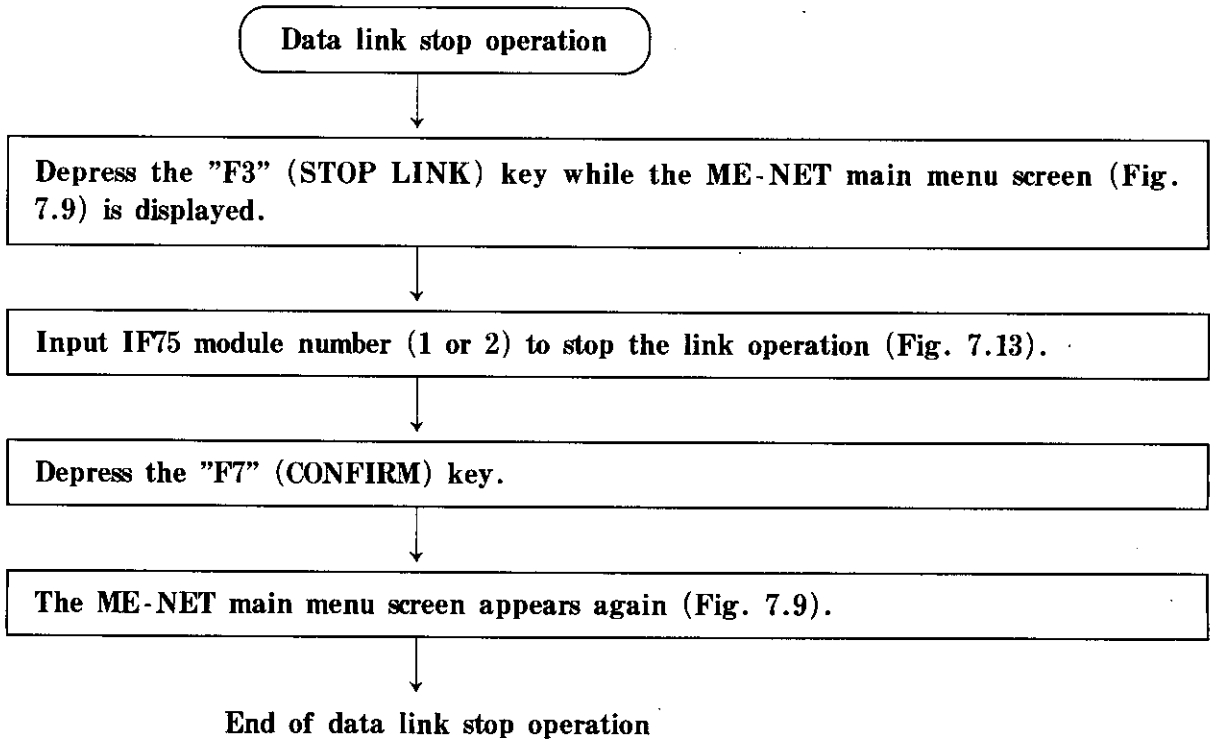 Data link stop operation
Depress the ”F3” (STOP LINK) key while the ME-NET main menu screen (Fig.
7.9) is displayed.
Input IF75 module number (1 or 2) to stop the link operation (Fig. 7.13).
Depress the ”F7” (CONFIRM) key.
The ME-NET main menu screen appears again (Fig. 7.9).
End of data link stop operation